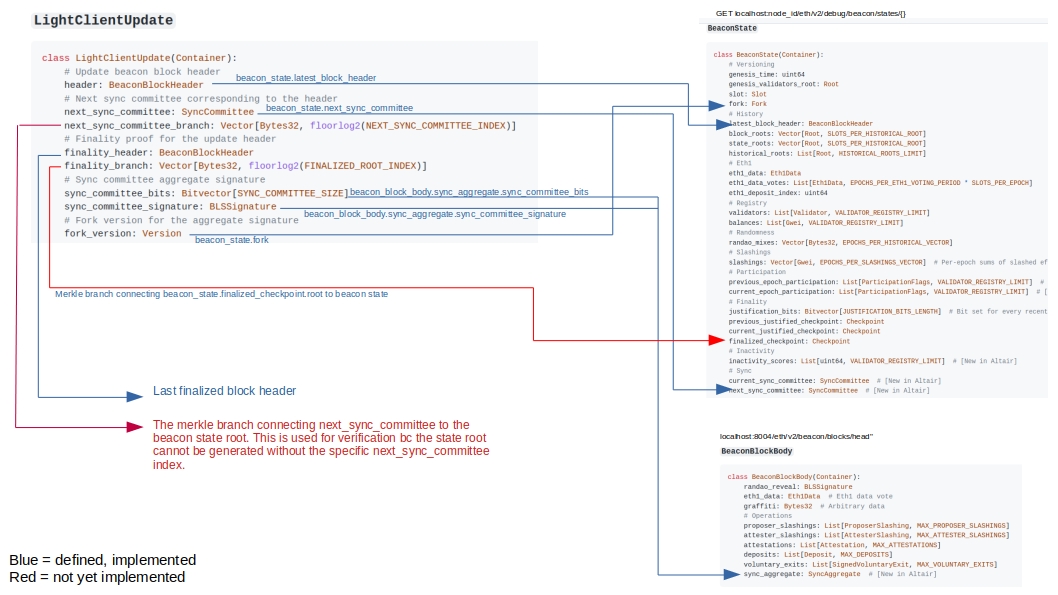 LightClientUpdate
class LightClientUpdate(Container):
# Update beacon block header
header: BeaconBlockHeader
beacon_state.latest_block_header
# Next sync committee corresponding to the header
next_sync_committee: SyncCommittee
beacon_state.next_sync_committee
next_sync_committee_branch: Vector[Bytes32, floorlog2(NEXT_SYNC_COMMITTEE_INDEX)]
# Finality proof for the update header
finality_header: BeaconBlockHeader
finality_branch: Vector[Bytes32, floorlog2(FINALIZED_ROOT_INDEX)]
# Sync committee aggregate signature
sync_committee_bits: Bitvector[SYNC_COMMITTEE_SIZE]
beacon_block_body.sync_aggregate.sync_committee_bits
sync_committee_signature: BLSSignature
beacon_block_body.sync_aggregate.sync_committee_signature
# Fork version for the aggregate signature
fork_version: Version
beacon_state.fork
Merkle branch connecting beacon_state.finalized_checkpoint.root to beacon state
Last finalized block header
The merkle branch connecting next_sync_committee to the
beacon state root. This is used for verification bc the state root
cannot be generated without the specific next_sync_committee
index.
Blue = defined, implemented
Red = not yet implemented
GET localhost:node_id/eth/v2/debug/beacon/states/{}
BeaconState
class BeaconState(Container):
# Versioning
genesis_time: uint64
genesis_validators_root: Root
slot: Slot
fork: Fork
# History
latest_block_header: BeaconBlockHeader
block_roots: Vector[Root, SLOTS_PER_HISTORICAL_ROOT]
state_roots: Vector[Root, SLOTS_PER_HISTORICAL_ROOT]
historical_roots: List[Root, HISTORICAL_ROOTS_LIMIT]
# Eth1
eth1_data: Eth1Data
eth1_data_votes: List[Eth1Data, EPOCHS_PER_ETH1_VOTING_PERIOD * SLOTS_PER_EPOCH]
eth1_deposit_index: uint64
# Registry
validators: List[Validator, VALIDATOR_REGISTRY_LIMIT]
balances: List[Gwei, VALIDATOR_REGISTRY_LIMIT]
# Randomness
randao_mixes: Vector[Bytes32, EPOCHS_PER_HISTORICAL_VECTOR]
# Slashings
slashings: Vector[Gwei, EPOCHS_PER_SLASHINGS_VECTOR] # Per-epoch sums of slashed ef
# Participation
previous_epoch_participation: List[ParticipationFlags, VALIDATOR_REGISTRY_LIMIT] #
current_epoch_participation: List[ParticipationFlags, VALIDATOR_REGISTRY_LIMIT] # [
# Finality
justification_bits: Bitvector[JUSTIFICATION_BITS_LENGTH] # Bit set for every recent
previous_justified_checkpoint: Checkpoint
current_justified_checkpoint: Checkpoint
finalized_checkpoint: Checkpoint
# Inactivity
inactivity_scores: List[uint64, VALIDATOR_REGISTRY_LIMIT] # [New in Altair]
# Sync
current_sync_committee: SyncCommittee # [New in Altair]
next_sync_committee: SyncCommittee # [New in Altair]
localhost:8004/eth/v2/beacon/blocks/head"
BeaconBlockBody
class BeaconBlockBody(Container):
randao_reveal: BLSSignature
eth1_data: Eth1Data # Eth1 data vote
graffiti: Bytes32 # Arbitrary data
# Operations
proposer_slashings: List[ProposerSlashing, MAX_PROPOSER_SLASHINGS]
attester_slashings: List[AttesterSlashing, MAX_ATTESTER_SLASHINGS]
attestations: List[Attestation, MAX_ATTESTATIONS]
deposits: List[Deposit, MAX_DEPOSITS]
voluntary_exits: List[SignedVoluntaryExit, MAX_VOLUNTARY_EXITS]
sync_aggregate: SyncAggregate # [New in Altair]